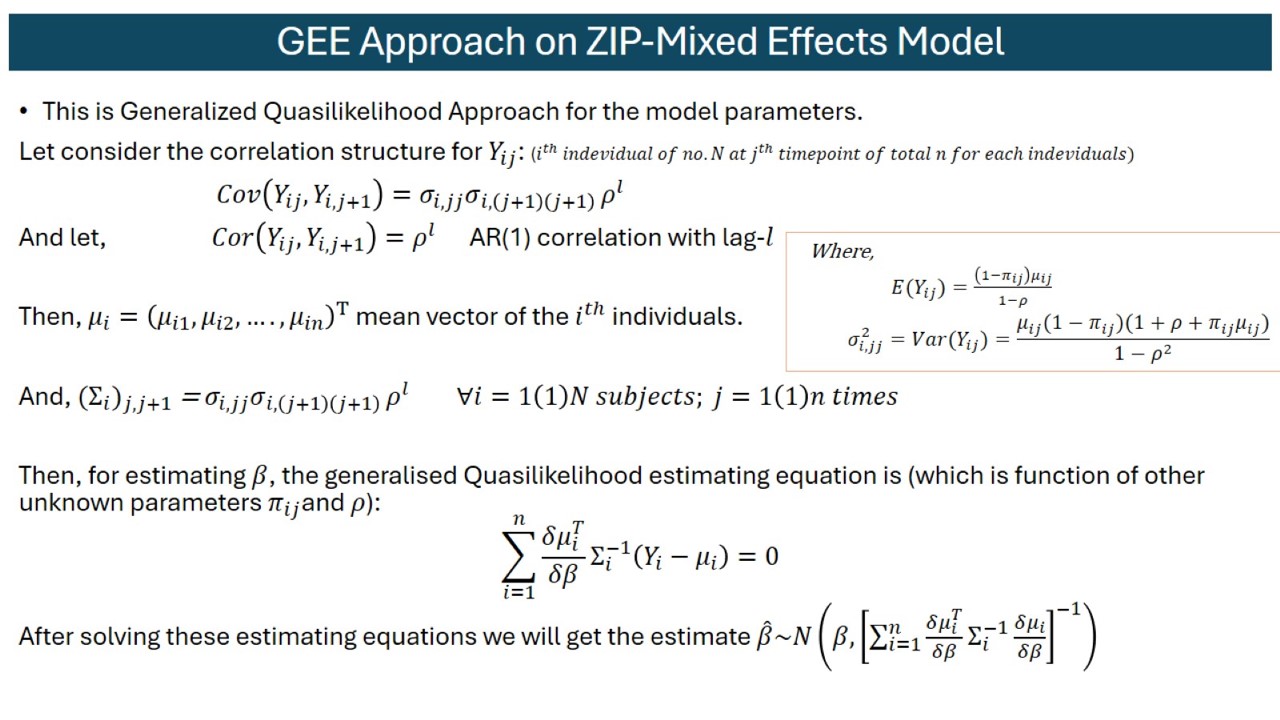 GEE Approach on ZIP-Mixed Effects Model
• This is Generalized Quasilikelihood Approach for the model parameters.
Let consider the correlation structure for $Y_{ij}$: ($i^{th}$ indevidual of no. N at $j^{th}$ timepoint of total n for each indeviduals)
$Cov(Y_{ij}, Y_{i,j+1}) = \sigma_{i,jj}\sigma_{i,(j+1)(j+1)}\rho^l$
And let, $Cor(Y_{ij}, Y_{i,j+1}) = \rho^l$ AR(1) correlation with lag-$l$
Where,
$E(Y_{ij}) = \frac{(1-\pi_{ij})\mu_{ij}}{1-\rho}$
$\sigma^2_{i,jj} = Var(Y_{ij}) = \frac{\mu_{ij}(1-\pi_{ij})(1+\rho+\pi_{ij}\mu_{ij})}{1-\rho^2}$
Then, $\mu_i = (\mu_{i1}, \mu_{i2}, \ldots., \mu_{in})^{\mathrm{T}}$ mean vector of the $i^{th}$ individuals.
And, $(\Sigma_i)_{j,j+1} = \sigma_{i,jj}\sigma_{i,(j+1)(j+1)}\rho^l$ $\forall i = 1(1)N$ subjects; $j = 1(1)n$ times
Then, for estimating $\beta$, the generalised Quasilikelihood estimating equation is (which is function of other
unknown parameters $\pi_{ij}$and $\rho$):
$\sum_{i=1}^{n} \frac{\delta\mu_i^T}{\delta\beta}\Sigma_i^{-1}(Y_i - \mu_i) = 0$
After solving these estimating equations we will get the estimate $\hat{\beta} \sim N\left(\beta, \left[\sum_{i=1}^{n} \frac{\delta\mu_i^T}{\delta\beta}\Sigma_i^{-1}\frac{\delta\mu_i}{\delta\beta}\right]^{-1}\right)$